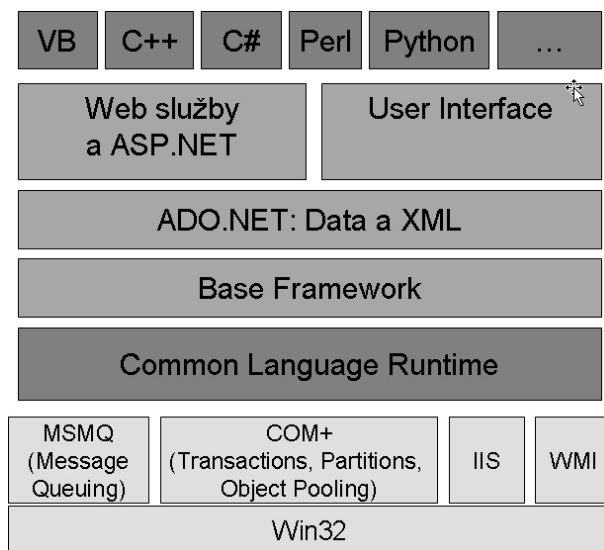 VB C++ C# Perl Python ...
Web služby
a ASP.NET
User Interface
ADO.NET: Data a XML
Base Framework
Common Language Runtime
MSMQ
(Message
Queuing)
COM+
(Transactions, Partitions,
Object Pooling)
IIS
WMI
Win32